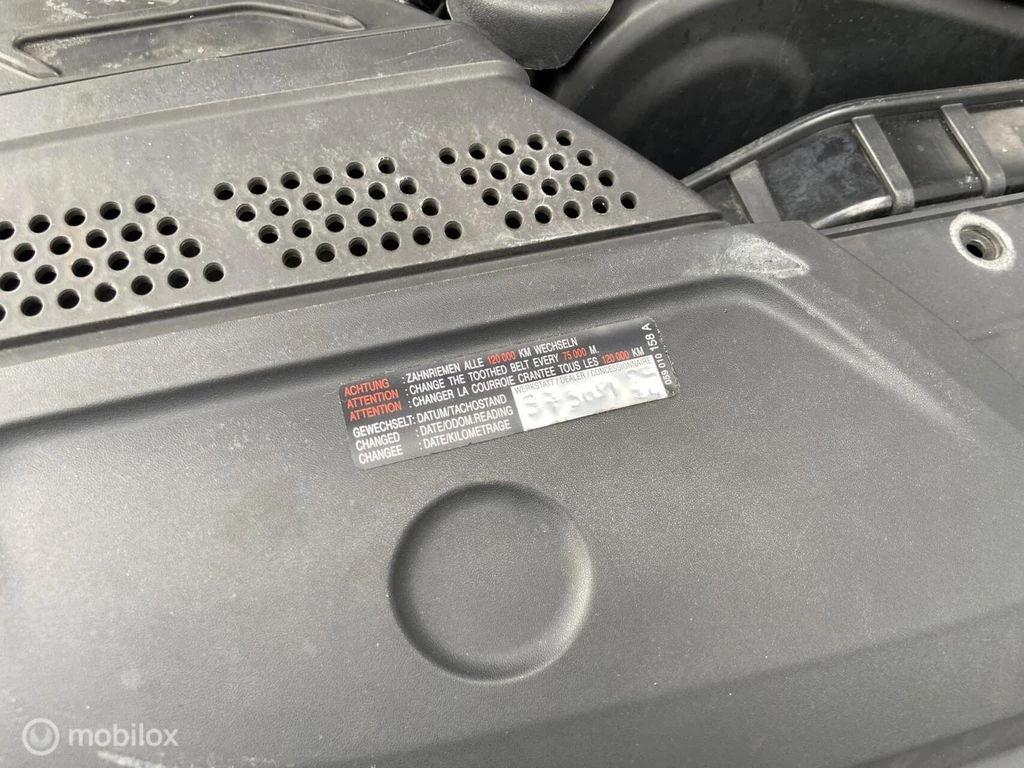 ACHTUNG : ZAHNRIEMEN ALLE 120 000 KM WECHSELN
ATTENTION : CHANGE THE TOOTHED BELT EVERY 75 000 M.
ATTENTION : CHANGER LA COURROIE CRANTEE TOUS LES 120 000 KM
WERKSTATT/DEALER/CONCESSIONNAIRE
GEWECHSELT: DATUM/TACHOSTAND
CHANGED : DATE/ODOM.READING
CHANGEE : DATE/KILOMETRAGE
059 010 158 A
mobilox